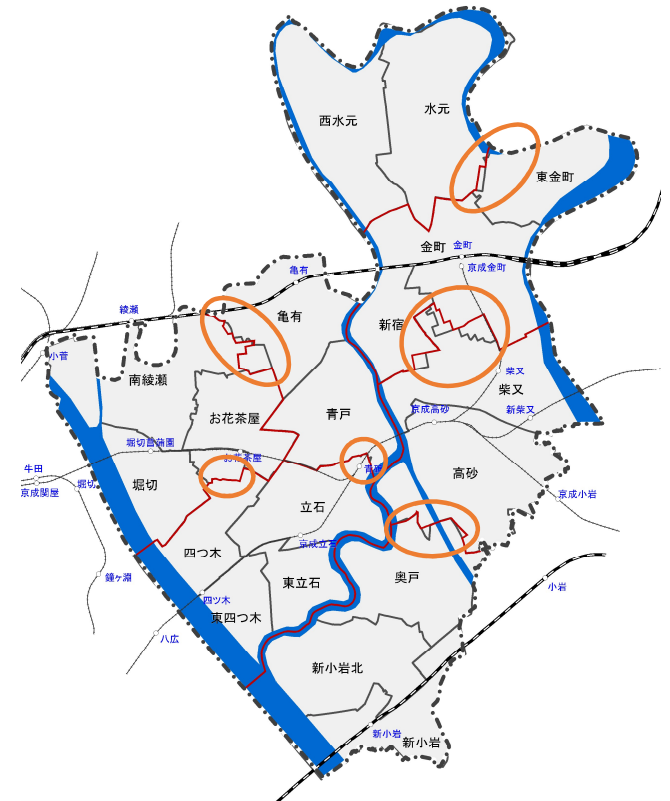 水元
西水元
東金町
金町
金町
京成金町
亀有
綾瀬
亀有
新宿
小菅
南綾瀬
柴又
柴又
お花茶屋
青戸
京成高砂
新柴又
堀切菖蒲園
お花茶屋
青砥
高砂
牛田
京成関屋
堀切
堀切
京成小岩
立石
京成立石
四つ木
鐘ヶ淵
東立石
奥戸
小岩
四ツ木
東四つ木
八広
新小岩北
新小岩
新小岩